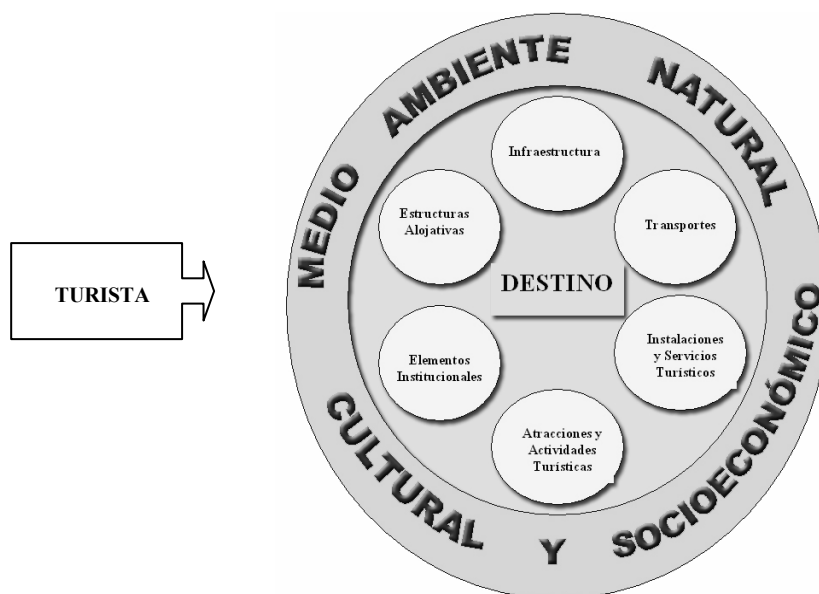 MEDIO AMBIENTE NATURAL
CULTURAL Y SOCIOECONÓMICO
TURISTA
DESTINO
Infraestructura
Transportes
Instalaciones
y Servicios
Turísticos
Atracciones y
Actividades
Turísticas
Elementos
Institucionales
Estructuras
Alojativas